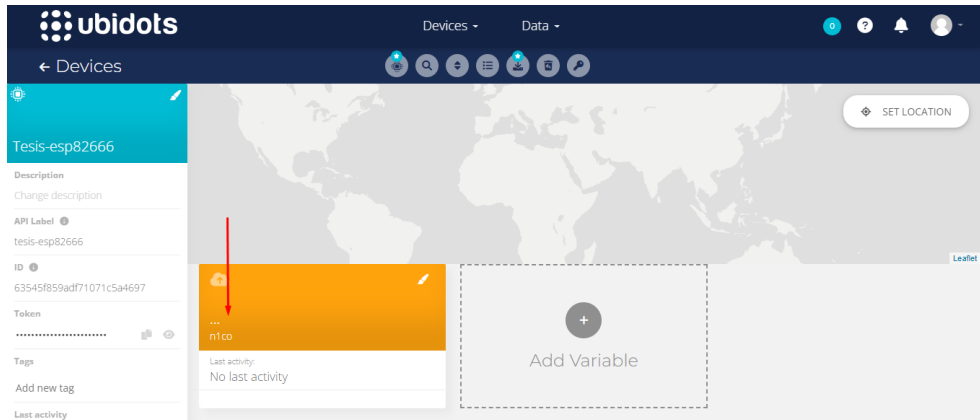 ubidots
Devices
Data
0
?
← Devices
SET LOCATION
Tesis-esp82666
Description
Change description
API Label
tesis-esp82666
ID
63545f859adf71071c5a4697
Token
••••••••••••••••••••••••
Tags
Add new tag
Last activity
Leaflet
...
n1co
Last activity:
No last activity
+
Add Variable